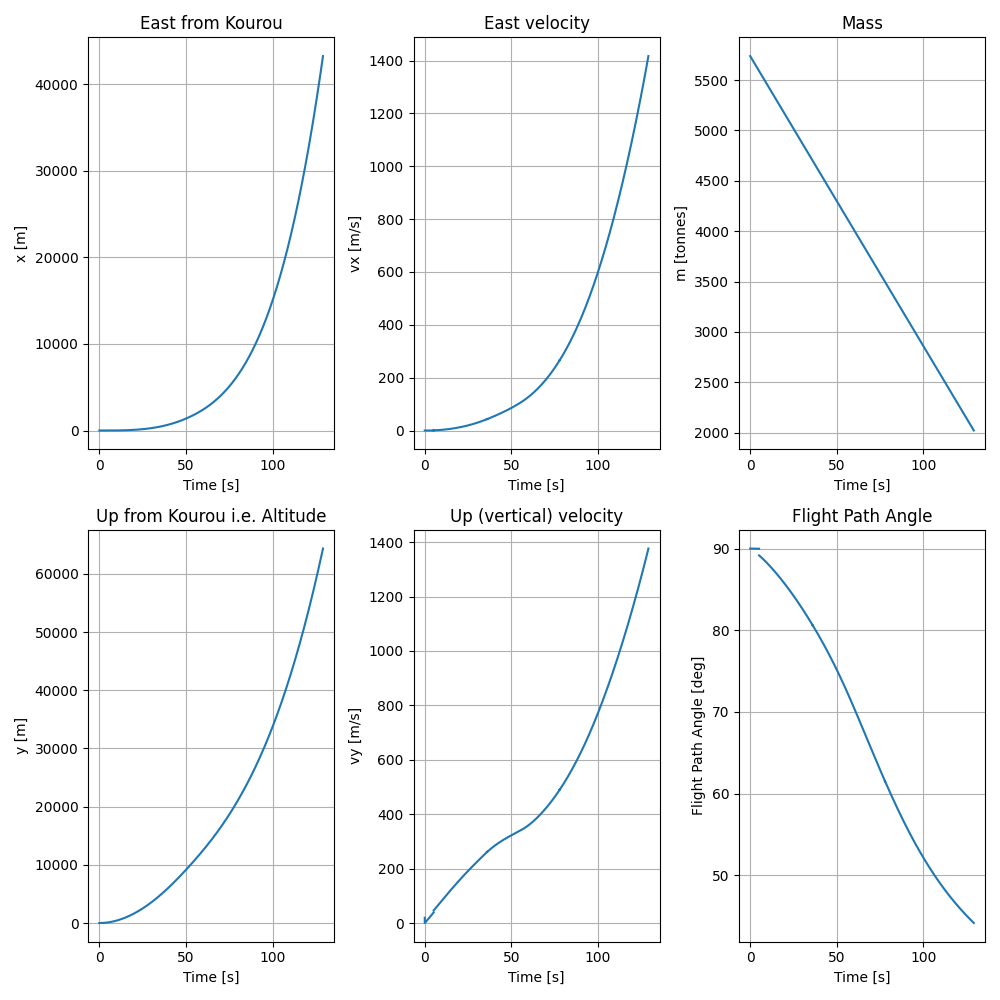 East from Kourou
x [m]
40000
30000
20000
10000
0
0 50 100
Time [s]
East velocity
vx [m/s]
1400
1200
1000
800
600
400
200
0
0 50 100
Time [s]
Mass
m [tonnes]
5500
5000
4500
4000
3500
3000
2500
2000
0 50 100
Time [s]
Up from Kourou i.e. Altitude
y [m]
60000
50000
40000
30000
20000
10000
0
0 50 100
Time [s]
Up (vertical) velocity
vy [m/s]
1400
1200
1000
800
600
400
200
0
0 50 100
Time [s]
Flight Path Angle
Flight Path Angle [deg]
90
80
70
60
50
0 50 100
Time [s]